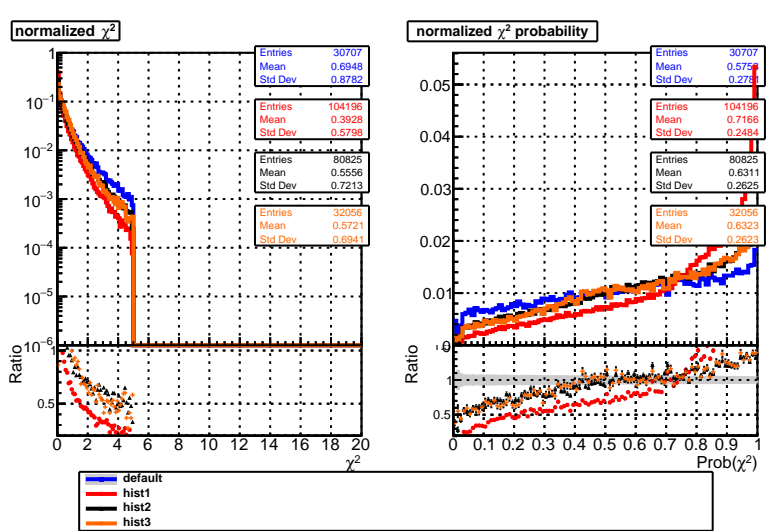 normalized χ²
Entries 30707
Mean 0.6948
Std Dev 0.8782
Entries 104196
Mean 0.3928
Std Dev 0.5798
Entries 80825
Mean 0.5556
Std Dev 0.7213
Entries 32056
Mean 0.5721
Std Dev 0.6941
1
10⁻¹
10⁻²
10⁻³
10⁻⁴
10⁻⁵
10⁻⁶
Ratio
1
0.5
0 2 4 6 8 10 12 14 16 18 20
χ²
normalized χ² probability
Entries 30707
Mean
Std Dev
Entries 104196
Mean 0.7166
Std Dev 0.2484
Entries 80825
Mean 0.6311
Std Dev 0.2625
Entries 32056
Mean 0.6323
Std Dev 0.2623
0.05
0.04
0.03
0.02
0.01
0
Ratio
1
0.5
0 0.1 0.2 0.3 0.4 0.5 0.6 0.7 0.8 0.9 1
Prob(χ²)
default
hist1
hist2
hist3